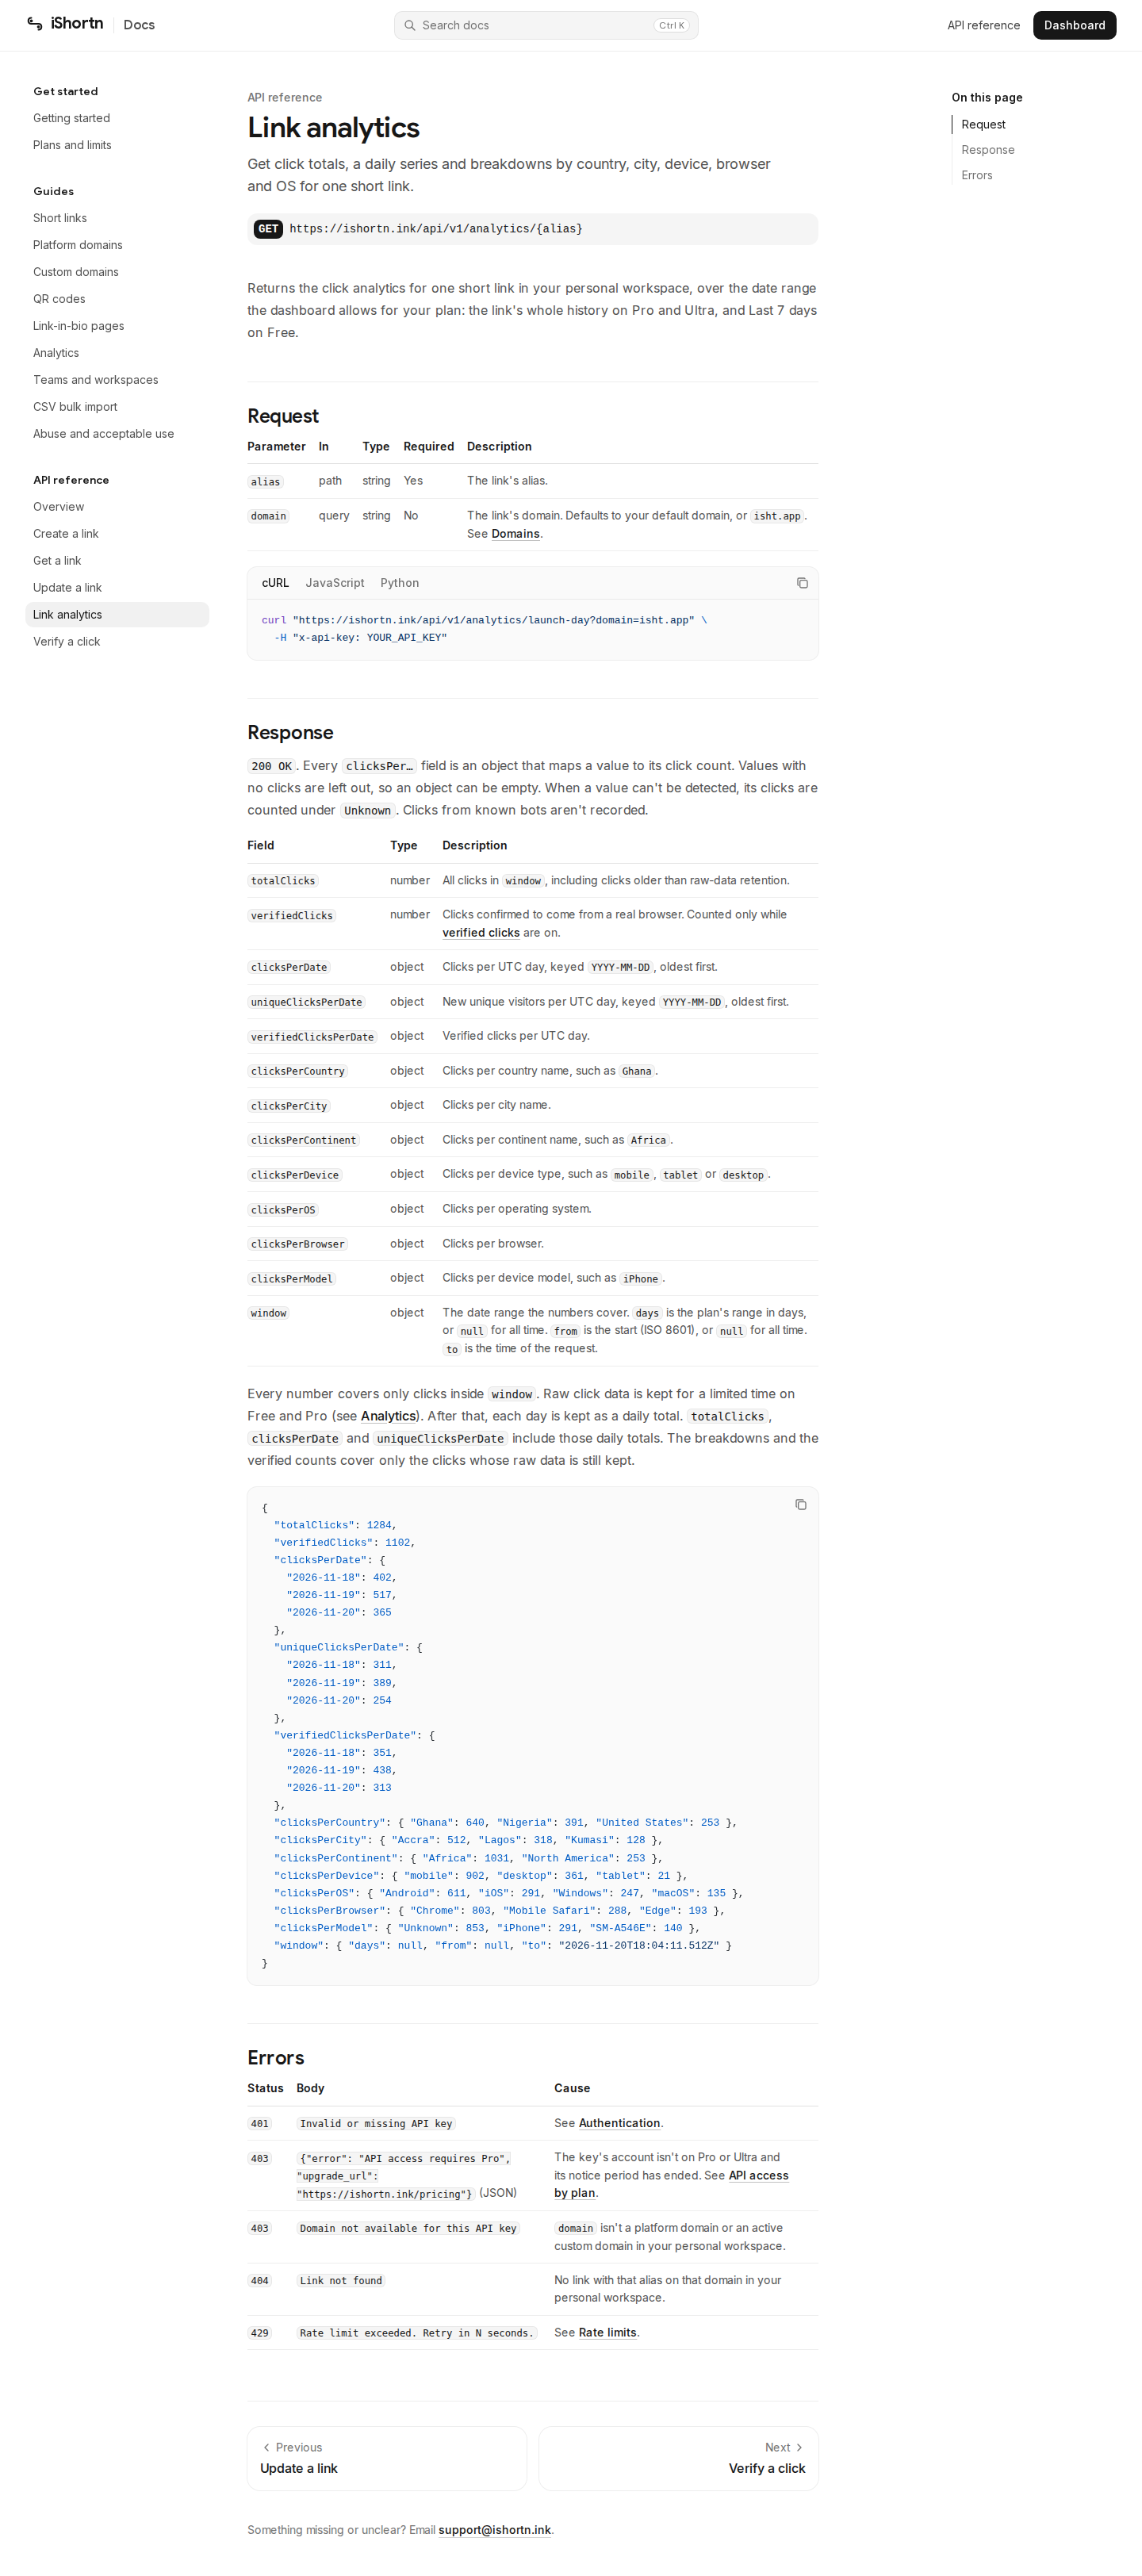 iShortn
Docs
Search docs
Ctrl K
API reference
Dashboard
Get started
Getting started
Plans and limits
Guides
Short links
Platform domains
Custom domains
QR codes
Link-in-bio pages
Analytics
Teams and workspaces
CSV bulk import
Abuse and acceptable use
API reference
Overview
Create a link
Get a link
Update a link
Link analytics
Verify a click
API reference
Link analytics
Get click totals, a daily series and breakdowns by country, city, device, browser
and OS for one short link.
GET https://ishortn.ink/api/v1/analytics/{alias}
Returns the click analytics for one short link in your personal workspace, over the date range
the dashboard allows for your plan: the link's whole history on Pro and Ultra, and Last 7 days
on Free.
Request
Parameter In Type Required Description
alias path string Yes The link's alias.
domain query string No The link's domain. Defaults to your default domain, or isht.app.
See Domains.
cURL JavaScript Python
curl "https://ishortn.ink/api/v1/analytics/launch-day?domain=isht.app" \
-H "x-api-key: YOUR_API_KEY"
Response
200 OK. Every clicksPer… field is an object that maps a value to its click count. Values with
no clicks are left out, so an object can be empty. When a value can't be detected, its clicks are
counted under Unknown. Clicks from known bots aren't recorded.
Field Type Description
totalClicks number All clicks in window, including clicks older than raw-data retention.
verifiedClicks number Clicks confirmed to come from a real browser. Counted only while
verified clicks are on.
clicksPerDate object Clicks per UTC day, keyed YYYY-MM-DD, oldest first.
uniqueClicksPerDate object New unique visitors per UTC day, keyed YYYY-MM-DD, oldest first.
verifiedClicksPerDate object Verified clicks per UTC day.
clicksPerCountry object Clicks per country name, such as Ghana.
clicksPerCity object Clicks per city name.
clicksPerContinent object Clicks per continent name, such as Africa.
clicksPerDevice object Clicks per device type, such as mobile, tablet or desktop.
clicksPerOS object Clicks per operating system.
clicksPerBrowser object Clicks per browser.
clicksPerModel object Clicks per device model, such as iPhone.
window object The date range the numbers cover. days is the plan's range in days,
or null for all time. from is the start (ISO 8601), or null for all time.
to is the time of the request.
Every number covers only clicks inside window. Raw click data is kept for a limited time on
Free and Pro (see Analytics). After that, each day is kept as a daily total. totalClicks,
clicksPerDate and uniqueClicksPerDate include those daily totals. The breakdowns and the
verified counts cover only the clicks whose raw data is still kept.
{
"totalClicks": 1284,
"verifiedClicks": 1102,
"clicksPerDate": {
"2026-11-18": 402,
"2026-11-19": 517,
"2026-11-20": 365
},
"uniqueClicksPerDate": {
"2026-11-18": 311,
"2026-11-19": 389,
"2026-11-20": 254
},
"verifiedClicksPerDate": {
"2026-11-18": 351,
"2026-11-19": 438,
"2026-11-20": 313
},
"clicksPerCountry": { "Ghana": 640, "Nigeria": 391, "United States": 253 },
"clicksPerCity": { "Accra": 512, "Lagos": 318, "Kumasi": 128 },
"clicksPerContinent": { "Africa": 1031, "North America": 253 },
"clicksPerDevice": { "mobile": 902, "desktop": 361, "tablet": 21 },
"clicksPerOS": { "Android": 611, "iOS": 291, "Windows": 247, "macOS": 135 },
"clicksPerBrowser": { "Chrome": 803, "Mobile Safari": 288, "Edge": 193 },
"clicksPerModel": { "Unknown": 853, "iPhone": 291, "SM-A546E": 140 },
"window": { "days": null, "from": null, "to": "2026-11-20T18:04:11.512Z" }
}
Errors
Status Body Cause
401 Invalid or missing API key See Authentication.
403 {"error": "API access requires Pro", The key's account isn't on Pro or Ultra and
"upgrade_url": its notice period has ended. See API access
"https://ishortn.ink/pricing"} (JSON) by plan.
403 Domain not available for this API key domain isn't a platform domain or an active
custom domain in your personal workspace.
404 Link not found No link with that alias on that domain in your
personal workspace.
429 Rate limit exceeded. Retry in N seconds. See Rate limits.
Previous
Update a link
Next
Verify a click
Something missing or unclear? Email support@ishortn.ink.
On this page
Request
Response
Errors